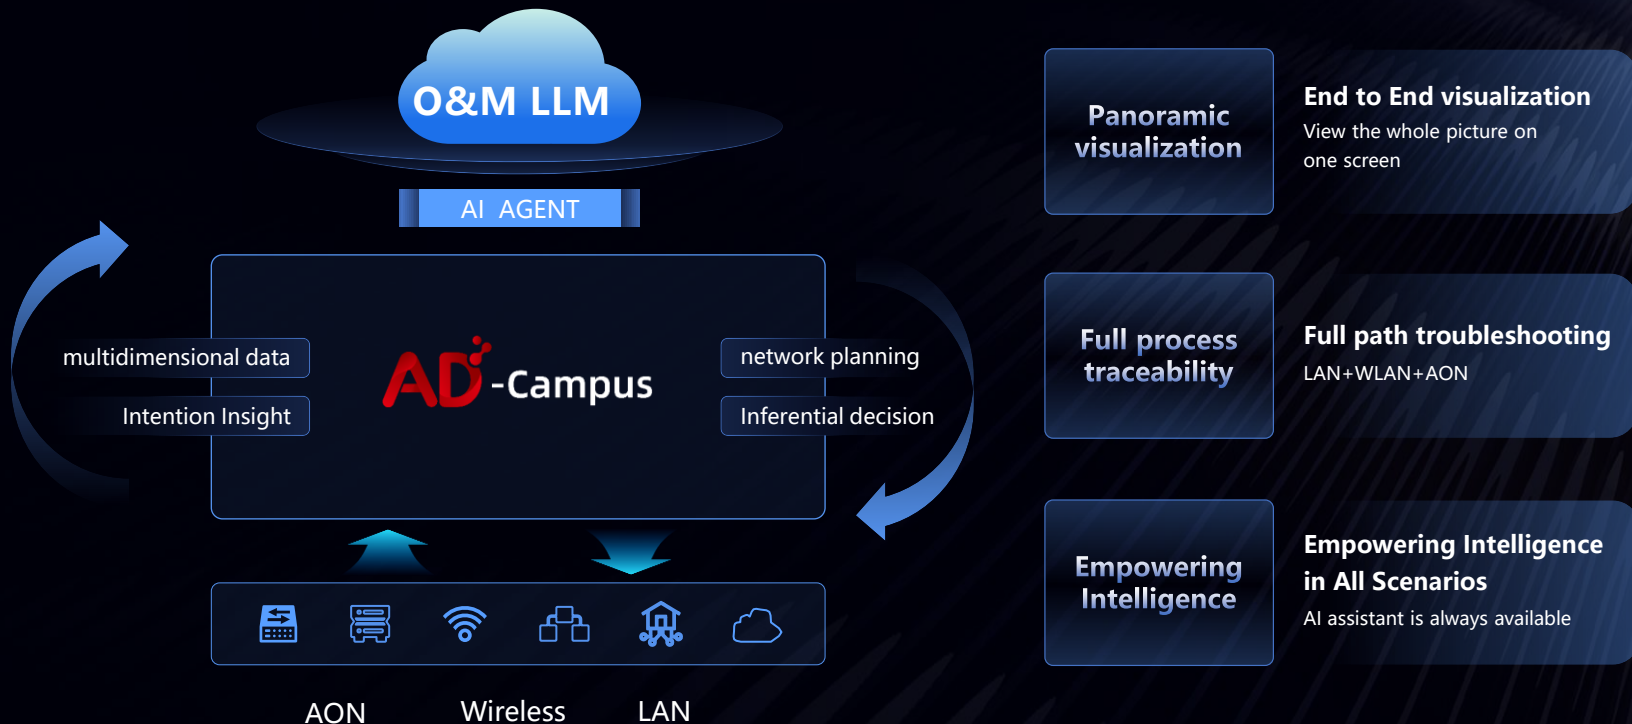 O&M LLM
AI AGENT
multidimensional data
Intention Insight
AD-Campus
network planning
Inferential decision
AON
Wireless
LAN
Panoramic
visualization
End to End visualization
View the whole picture on
one screen
Full process
traceability
Full path troubleshooting
LAN+WLAN+AON
Empowering
Intelligence
Empowering Intelligence
in All Scenarios
AI assistant is always available